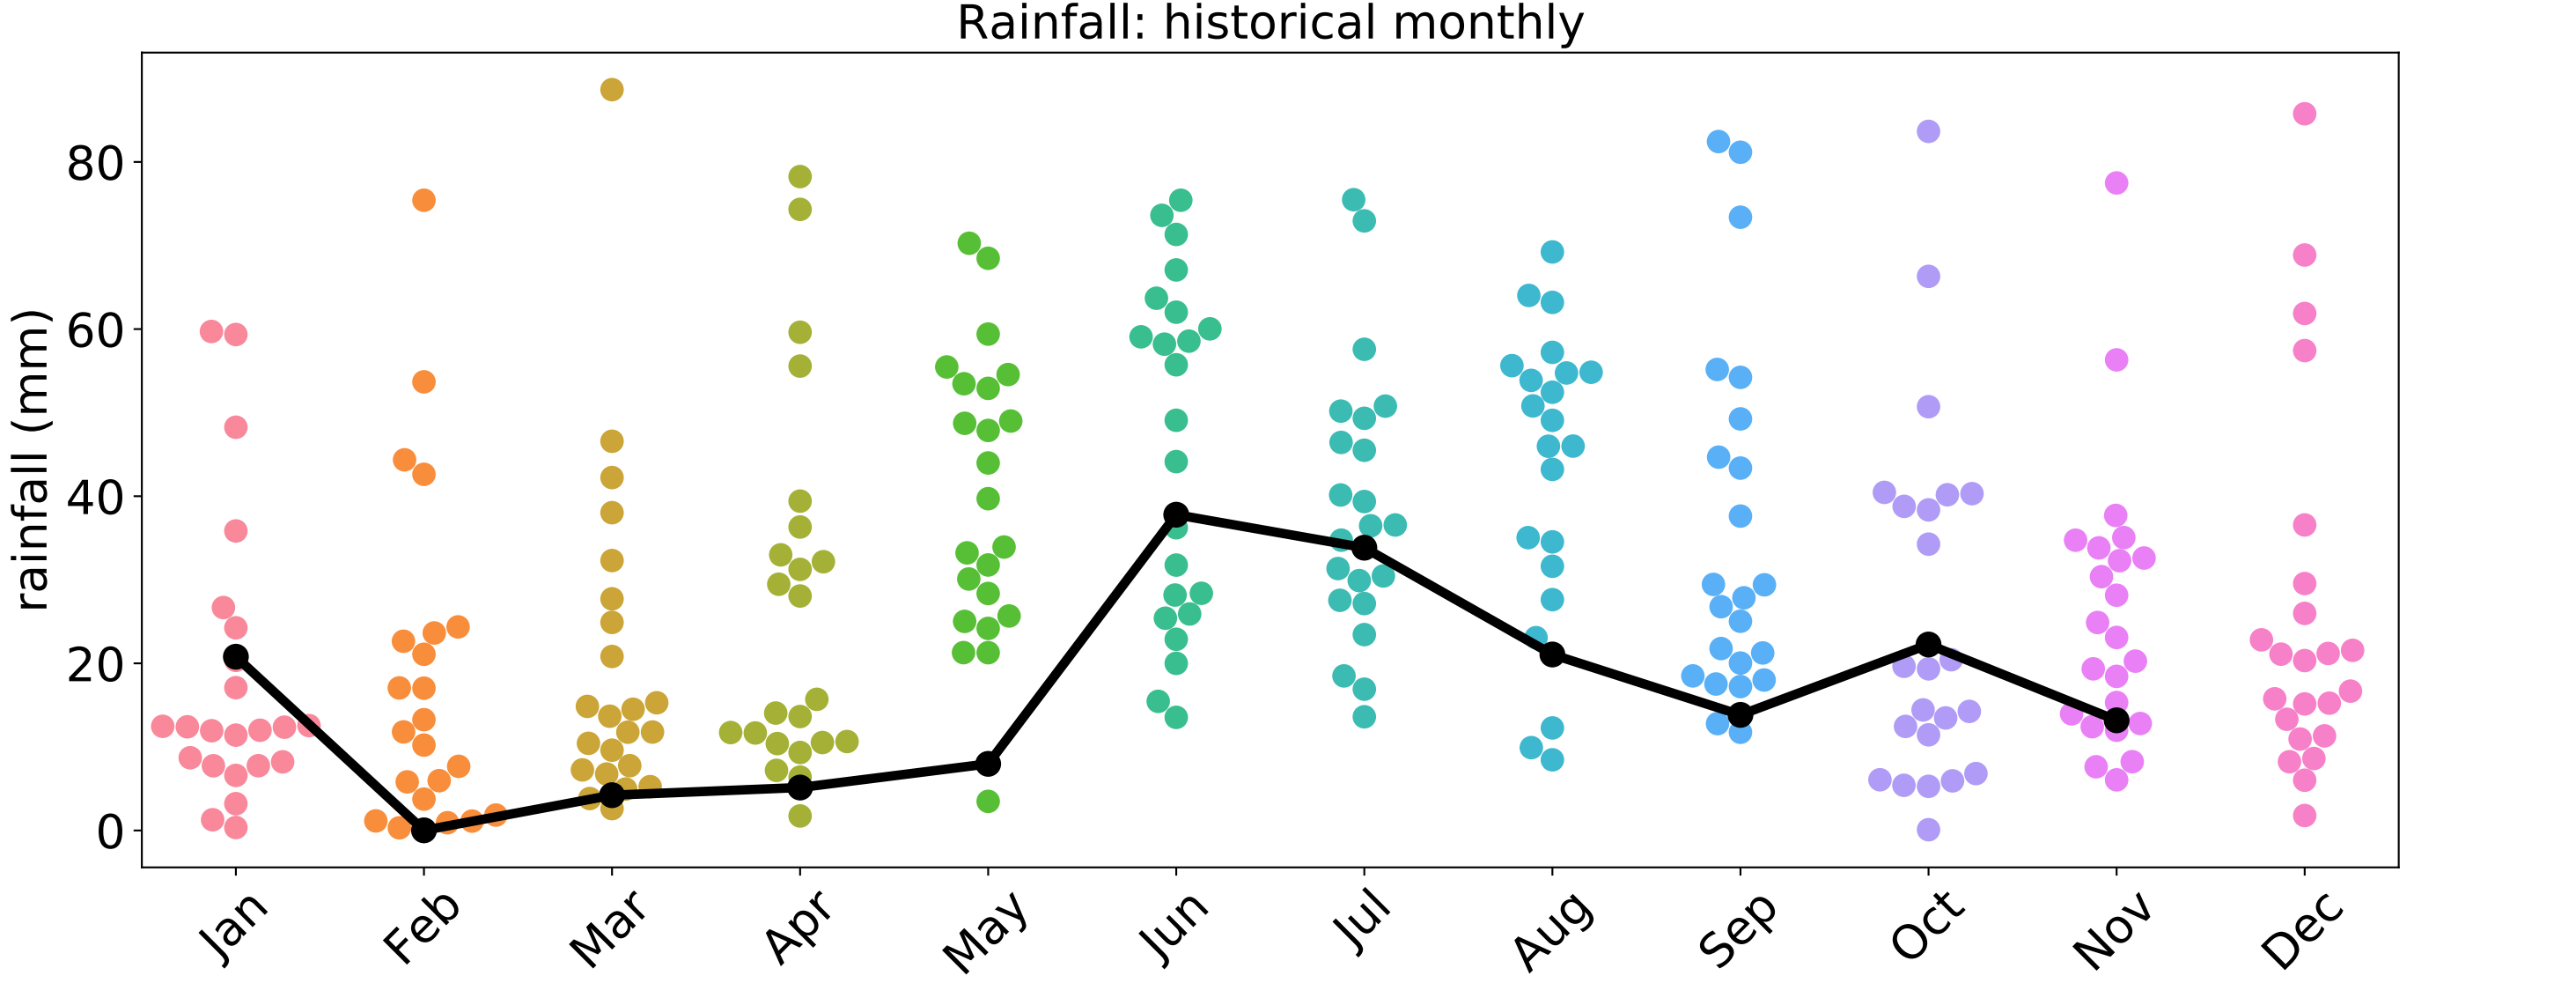 Rainfall: historical monthly
rainfall (mm)
80
60
40
20
0
Jan
Feb
Mar
Apr
May
Jun
Jul
Aug
Sep
Oct
Nov
Dec